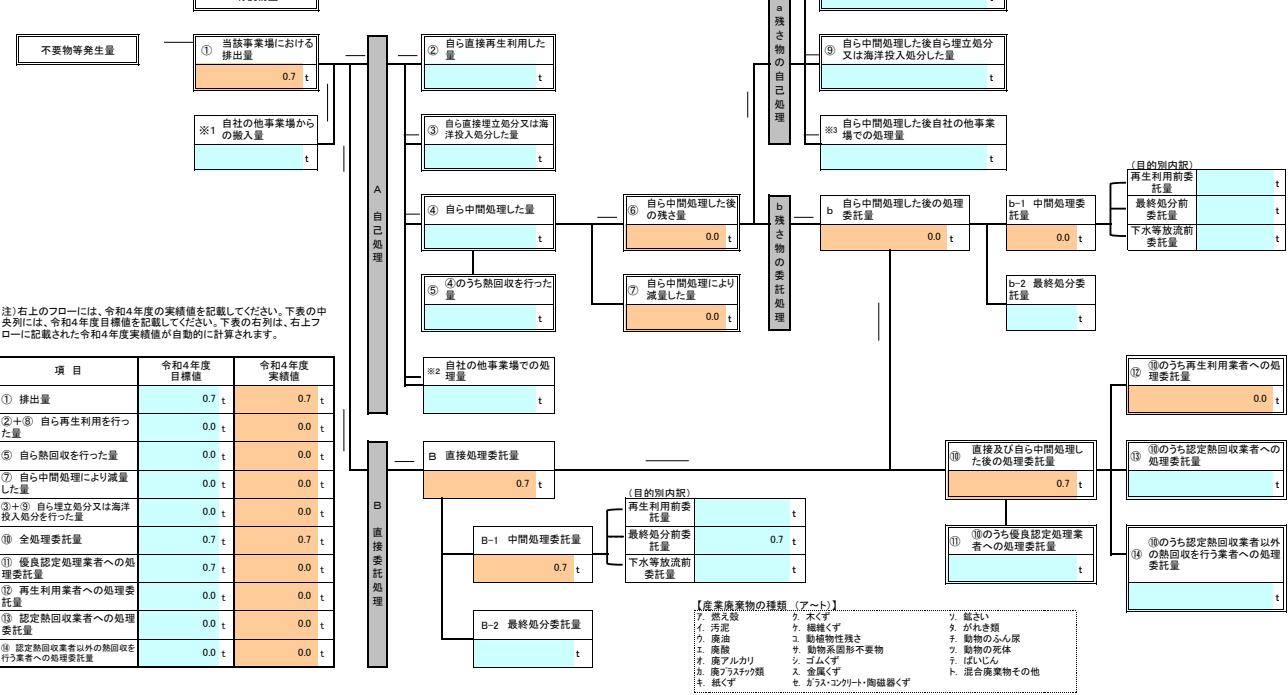 不要物等発生量
① 当該事業場における
排出量
0.7 t
※1 自社の他事業場から
の搬入量
t
A 自己処理
② 自ら直接再生利用した
量
t
③ 自ら直接埋立処分又は海
洋投入処分した量
t
④ 自ら中間処理した量
t
⑤ ④のうち熱回収を行った
量
t
※2 自社の他事業場での処
理量
t
⑥ 自ら中間処理した後
の残さ量
0.0 t
⑦ 自ら中間処理により
減量した量
0.0 t
a 残さ物の自己処理
⑨ 自ら中間処理した後自ら埋立処分
又は海洋投入処分した量
t
※3 自ら中間処理した後自社の他事業
場での処理量
t
b 残さ物の委託処理
b 自ら中間処理した後の処理
委託量
0.0 t
b-1 中間処理委
託量
0.0 t
b-2 最終処分委
託量
t
(目的別内訳)
再生利用前委
託量 t
最終処分前
委託量 t
下水等放流前
委託量 t
注)右上のフローには、令和4年度の実績値を記載してください。下表の中
央列には、令和4年度目標値を記載してください。下表の右列は、右上フ
ローに記載された令和4年度実績値が自動的に計算されます。
項 目 令和4年度 令和4年度
目標値 実績値
① 排出量 0.7 t 0.7 t
②+⑧ 自ら再生利用を行っ
た量 0.0 t 0.0 t
⑤ 自ら熱回収を行った量 0.0 t 0.0 t
⑦ 自ら中間処理により減量
した量 0.0 t 0.0 t
③+⑨ 自ら埋立処分又は海洋
投入処分を行った量 0.0 t 0.0 t
⑩ 全処理委託量 0.7 t 0.7 t
⑪ 優良認定処理業者への処
理委託量 0.7 t 0.0 t
⑫ 再生利用業者への処理委
託量 0.0 t 0.0 t
⑬ 認定熱回収業者への処理
委託量 0.0 t 0.0 t
⑭ 認定熱回収業者以外の熱回収を
行う業者への処理委託量 0.0 t 0.0 t
B 直接委託処理
B 直接処理委託量
0.7 t
B-1 中間処理委託量
0.7 t
B-2 最終処分委託量
t
(目的別内訳)
再生利用前委
託量 t
最終処分前委
託量 0.7 t
下水等放流前
委託量 t
⑩ 直接及び自ら中間処理し
た後の処理委託量
0.7 t
⑪ ⑩のうち優良認定処理業
者への処理委託量
t
⑫ ⑩のうち再生利用業者への処
理委託量
0.0 t
⑬ ⑩のうち認定熱回収業者への
処理委託量
t
⑭ ⑩のうち認定熱回収業者以外
の熱回収を行う業者への処理
委託量
t
【産業廃棄物の種類 (ア～ト)】
ア. 燃え殻 ク. 木くず ソ. 鉱さい
イ. 汚泥 ケ. 繊維くず タ. がれき類
ウ. 廃油 コ. 動植物性残さ チ. 動物のふん尿
エ. 廃酸 サ. 動物系固形不要物 ツ. 動物の死体
オ. 廃アルカリ シ. ゴムくず テ. ばいじん
カ. 廃プラスチック類 ス. 金属くず ト. 混合廃棄物その他
キ. 紙くず セ. ガラス・コンクリート・陶磁器くず